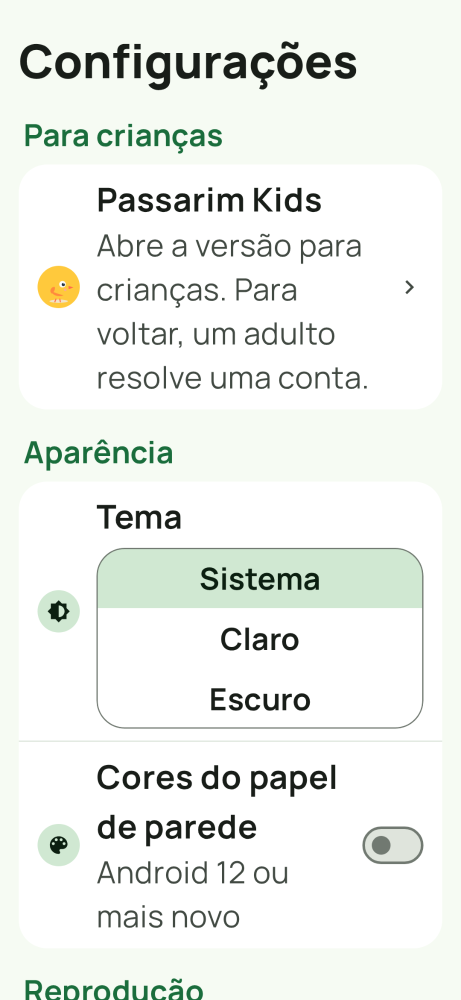 Configurações
Para crianças
Passarim Kids
Abre a versão para
crianças. Para
voltar, um adulto
resolve uma conta.
Aparência
Tema
Sistema
Claro
Escuro
Cores do papel
de parede
Android 12 ou
mais novo
Reprodução